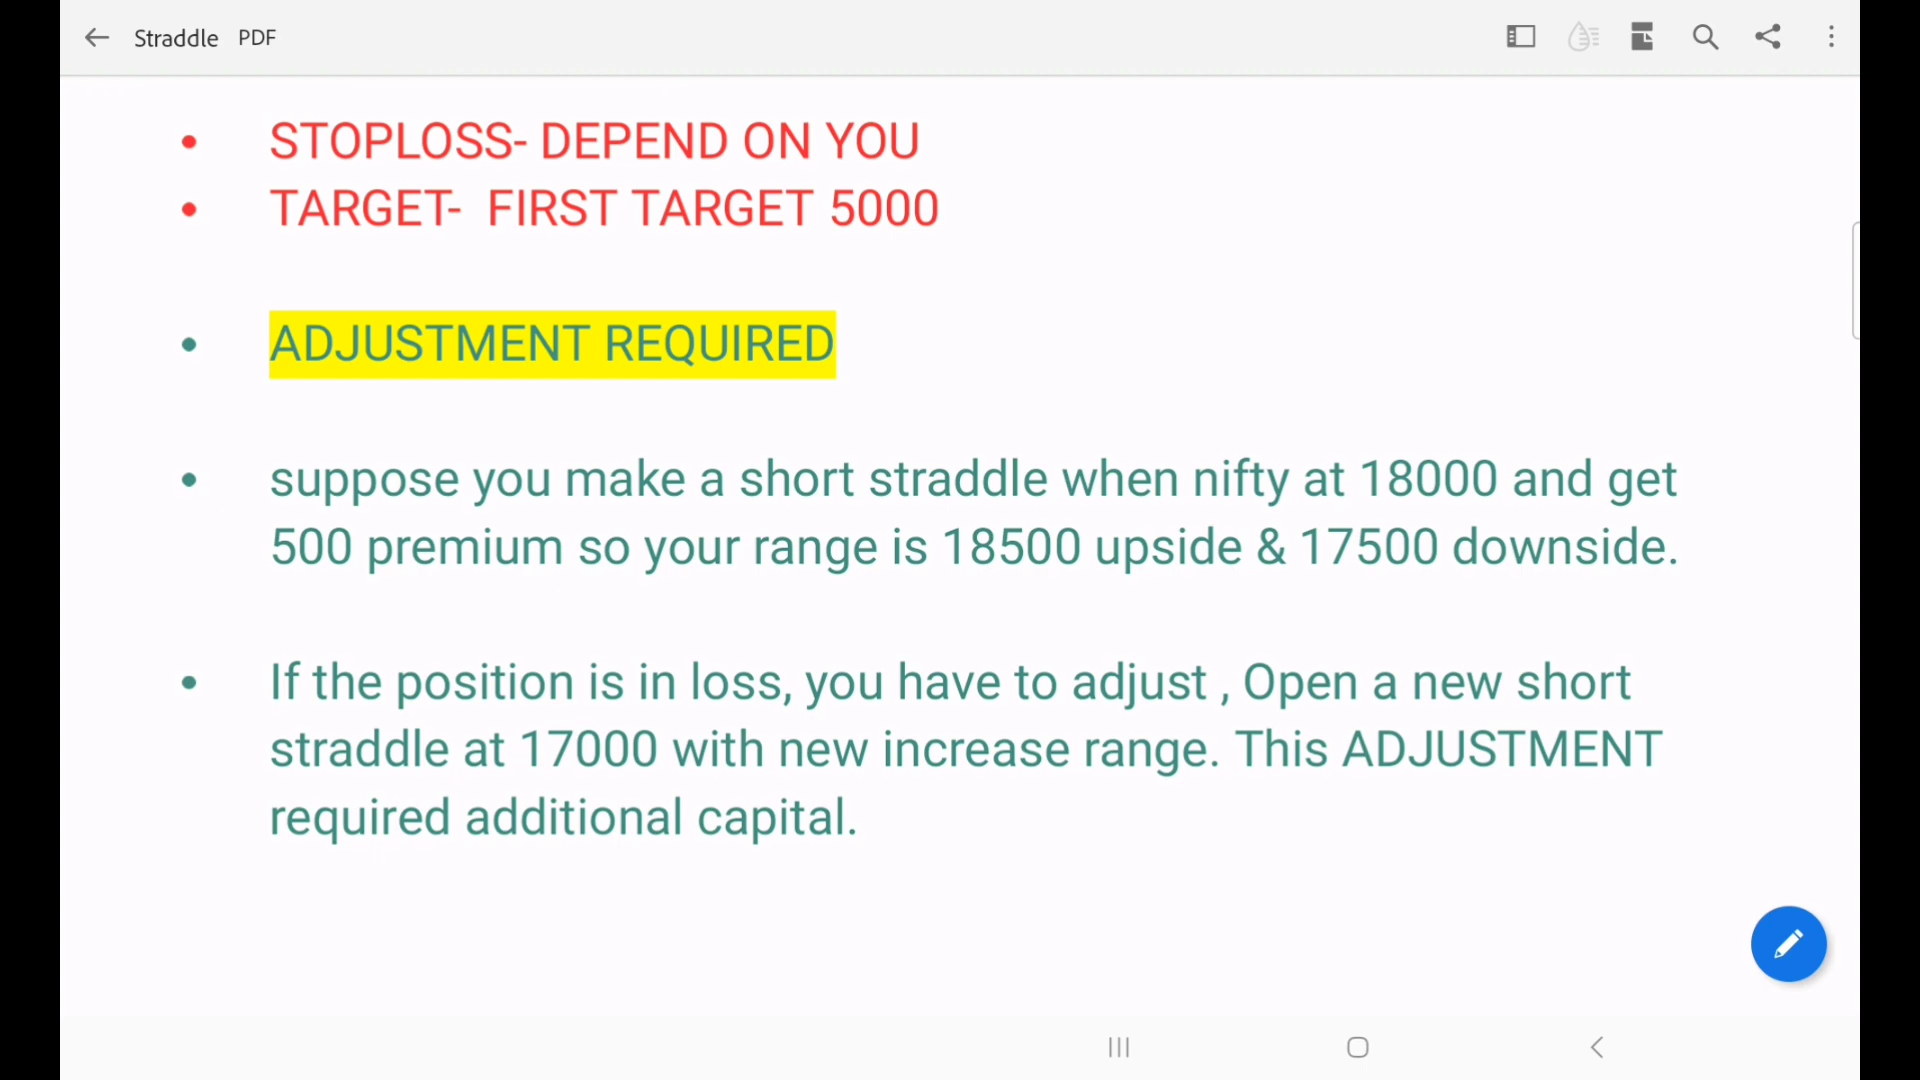 Straddle PDF
• STOPLOSS- DEPEND ON YOU
• TARGET- FIRST TARGET 5000
• ADJUSTMENT REQUIRED
• suppose you make a short straddle when nifty at 18000 and get
500 premium so your range is 18500 upside & 17500 downside.
• If the position is in loss, you have to adjust , Open a new short
straddle at 17000 with new increase range. This ADJUSTMENT
required additional capital.